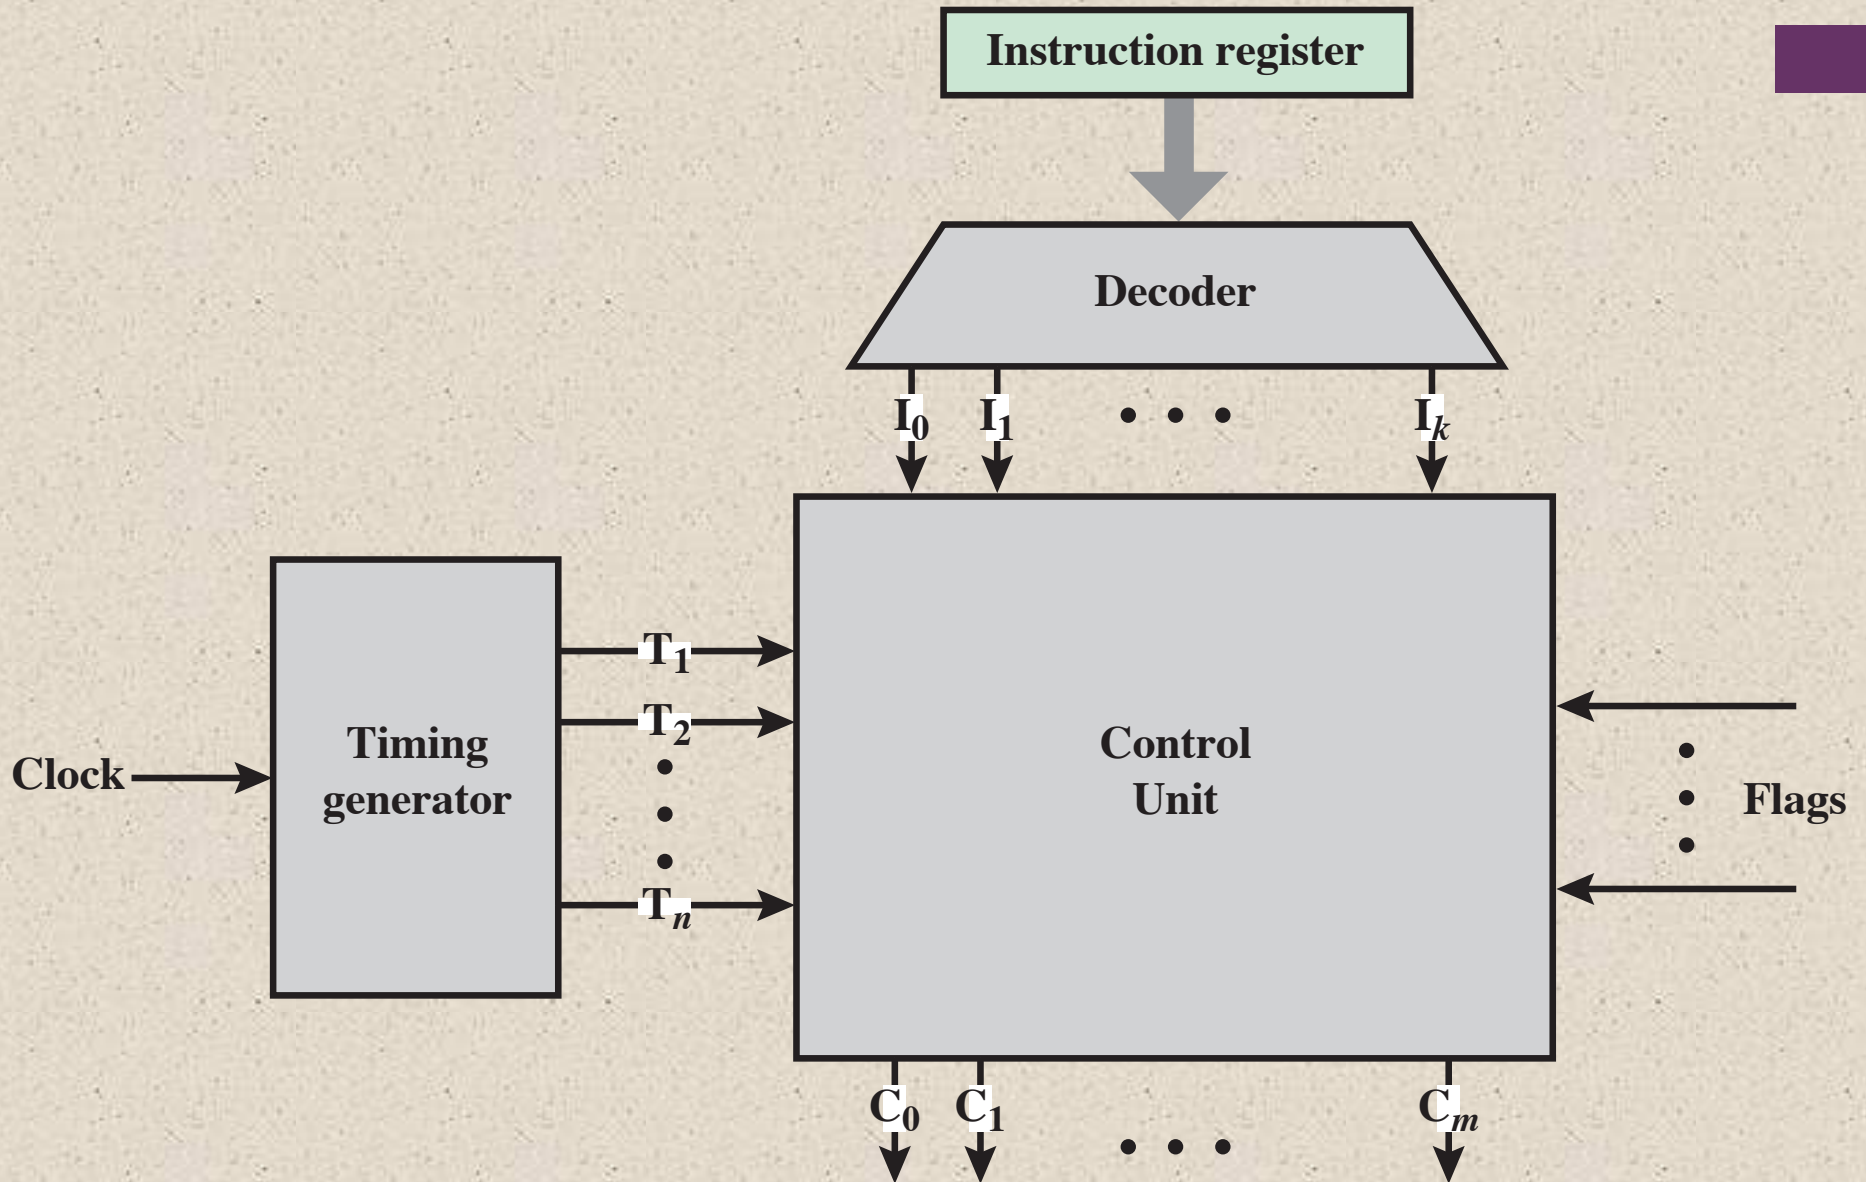 Instruction register
Decoder
I0 I1 • • • Ik
T1
T2
Tn
Timing
generator
Clock
Control
Unit
Flags
C0 C1 • • • Cm